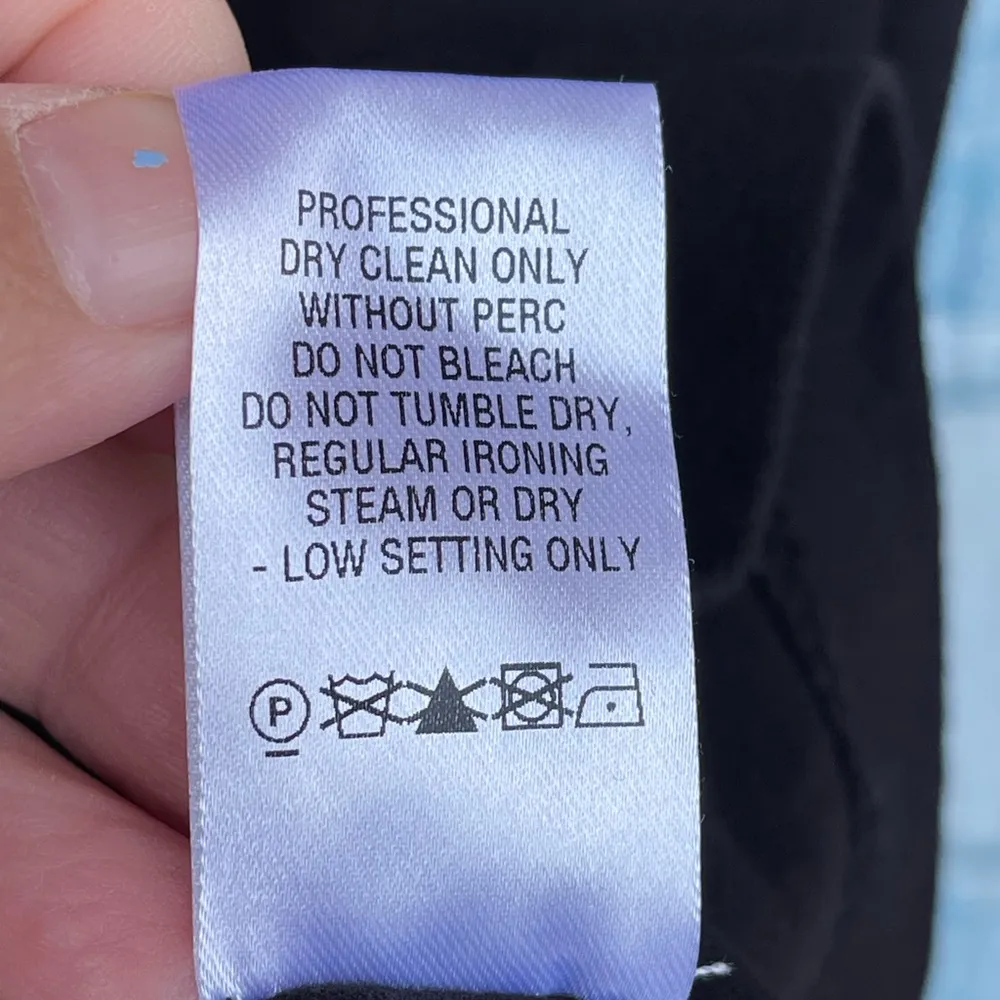 PROFESSIONAL
DRY CLEAN ONLY
WITHOUT PERC
DO NOT BLEACH
DO NOT TUMBLE DRY,
REGULAR IRONING
STEAM OR DRY
- LOW SETTING ONLY
P